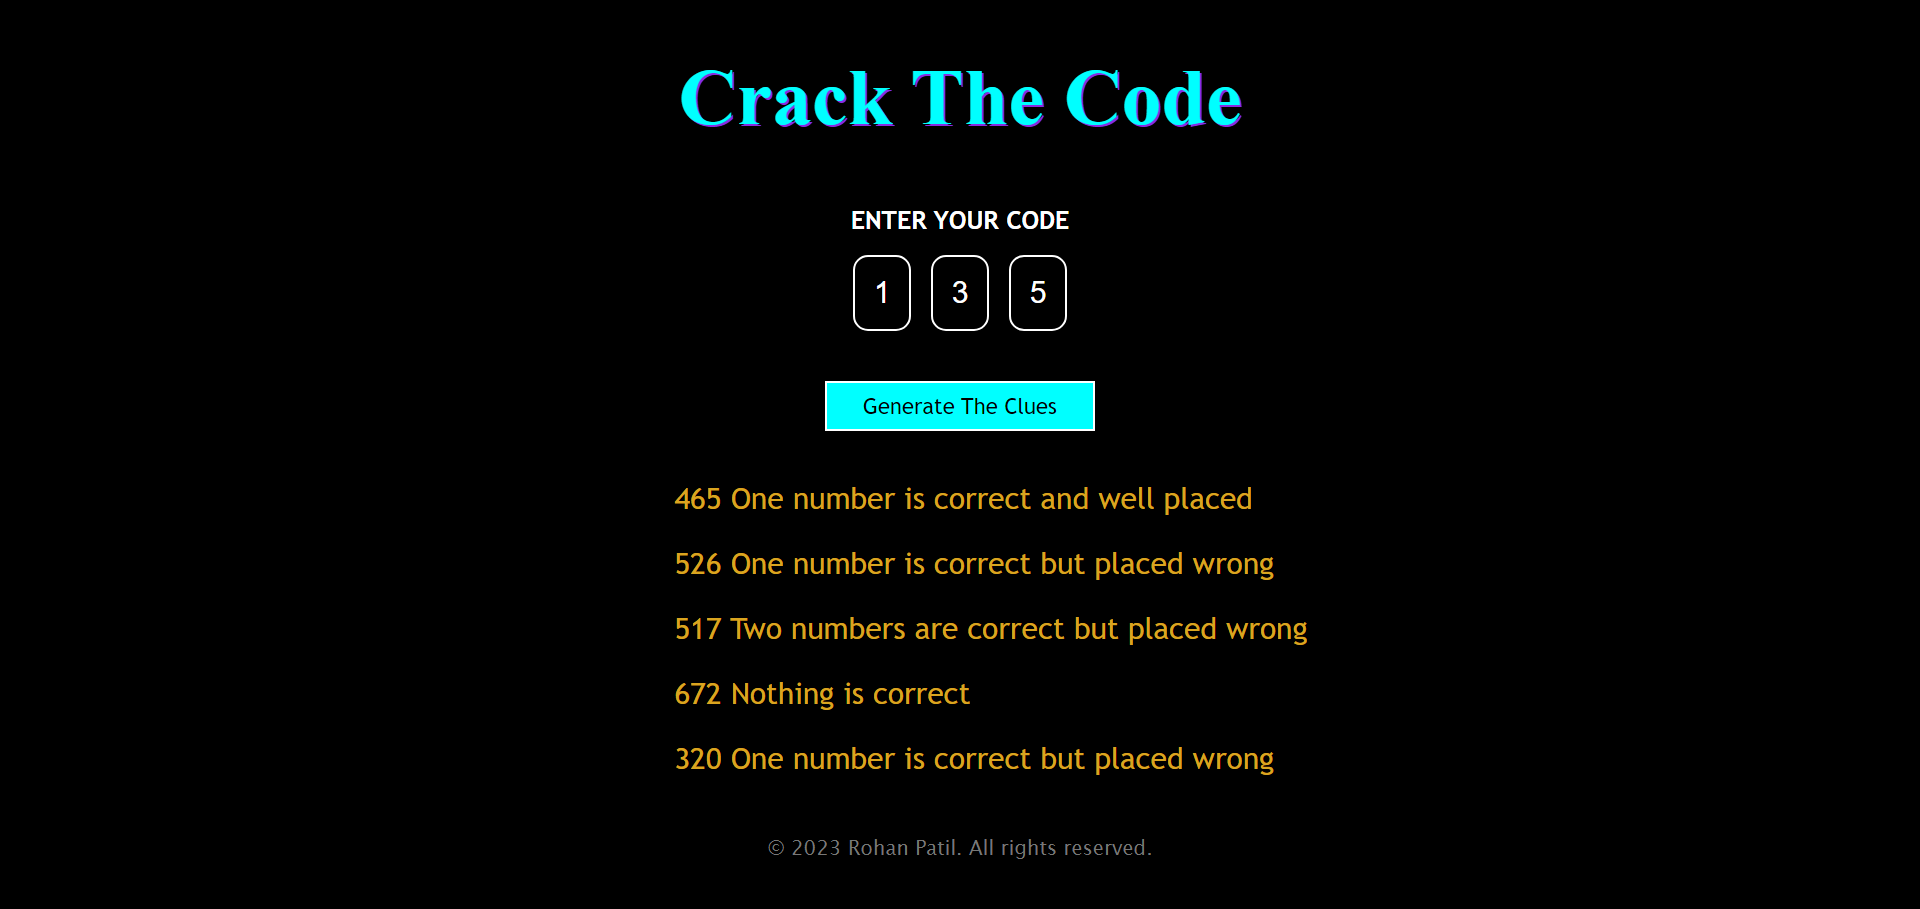 Crack The Code
ENTER YOUR CODE
1 3 5
Generate The Clues
465 One number is correct and well placed
526 One number is correct but placed wrong
517 Two numbers are correct but placed wrong
672 Nothing is correct
320 One number is correct but placed wrong
© 2023 Rohan Patil. All rights reserved.